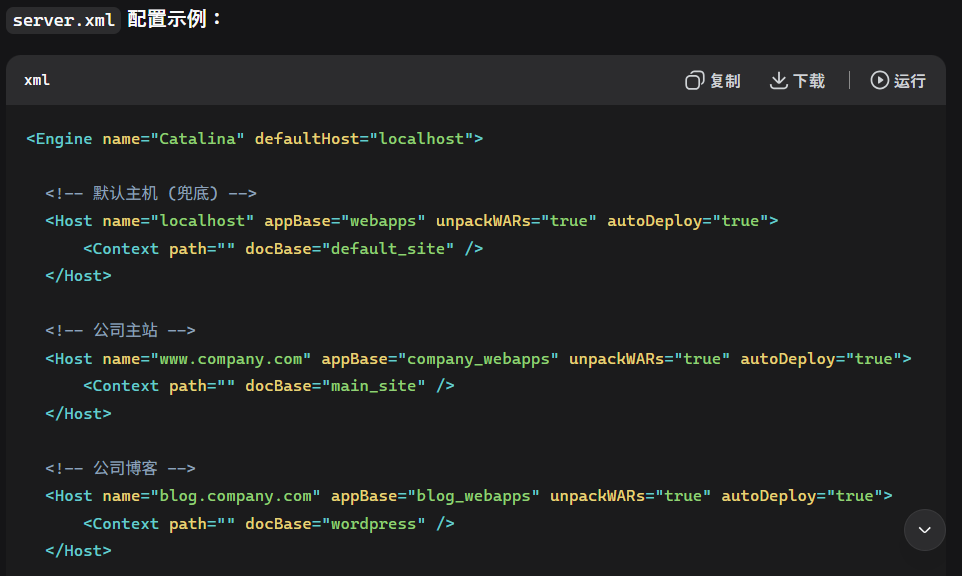 server.xml 配置示例：
xml 复制 下载 运行
<Engine name="Catalina" defaultHost="localhost">
<!-- 默认主机 (兜底) -->
<Host name="localhost" appBase="webapps" unpackWARs="true" autoDeploy="true">
<Context path="" docBase="default_site" />
</Host>
<!-- 公司主站 -->
<Host name="www.company.com" appBase="company_webapps" unpackWARs="true" autoDeploy="true">
<Context path="" docBase="main_site" />
</Host>
<!-- 公司博客 -->
<Host name="blog.company.com" appBase="blog_webapps" unpackWARs="true" autoDeploy="true">
<Context path="" docBase="wordpress" />
</Host>